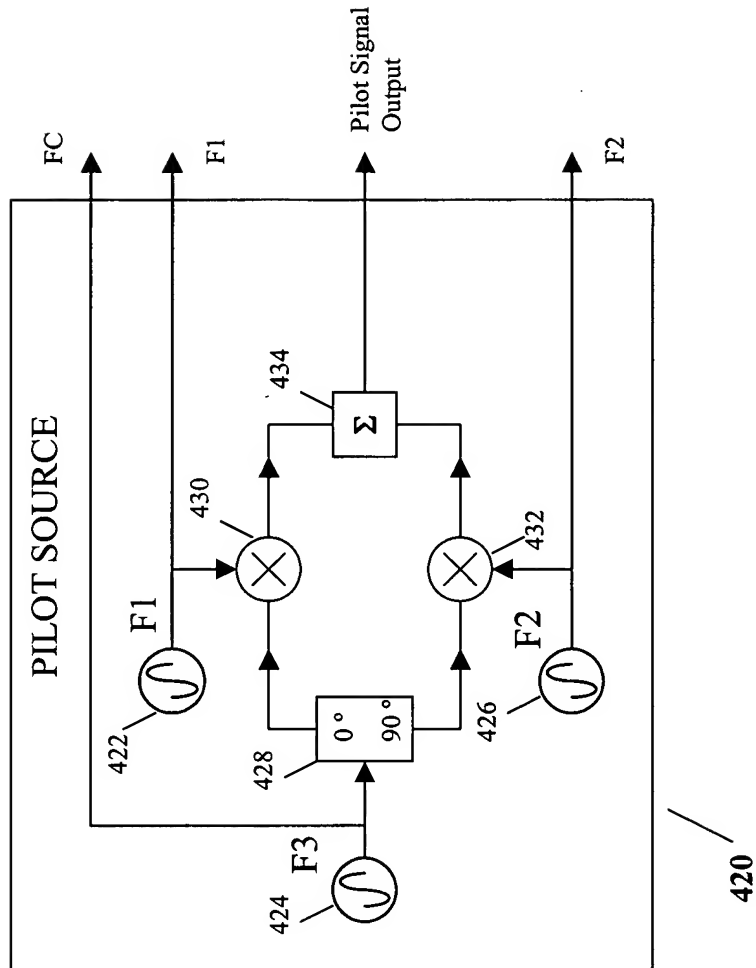 PILOT SOURCE
FC
F1
Pilot Signal
Output
F2
422
F1
430
434
Σ
424
F3
428
0°
90°
432
426
F2
420